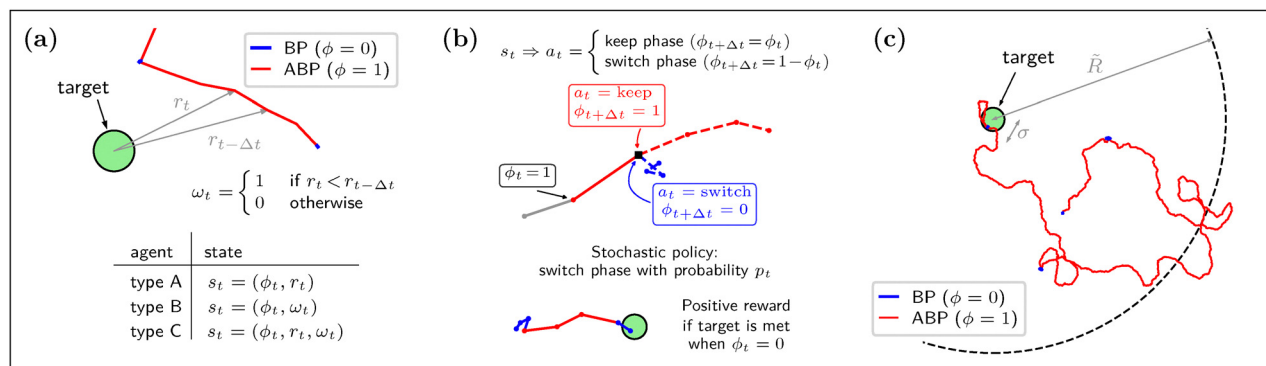 (a)
BP (ϕ = 0)
ABP (ϕ = 1)
target
r_t
r_{t−Δt}
ω_t = { 1 if r_t < r_{t−Δt}
0 otherwise
agent state
type A s_t = (ϕ_t, r_t)
type B s_t = (ϕ_t, ω_t)
type C s_t = (ϕ_t, r_t, ω_t)
(b)
s_t ⇒ a_t = { keep phase (ϕ_{t+Δt} = ϕ_t)
switch phase (ϕ_{t+Δt} = 1−ϕ_t)
a_t = keep
ϕ_{t+Δt} = 1
ϕ_t = 1
a_t = switch
ϕ_{t+Δt} = 0
Stochastic policy:
switch phase with probability p_t
Positive reward
if target is met
when ϕ_t = 0
(c)
target
R̃
σ
BP (ϕ = 0)
ABP (ϕ = 1)